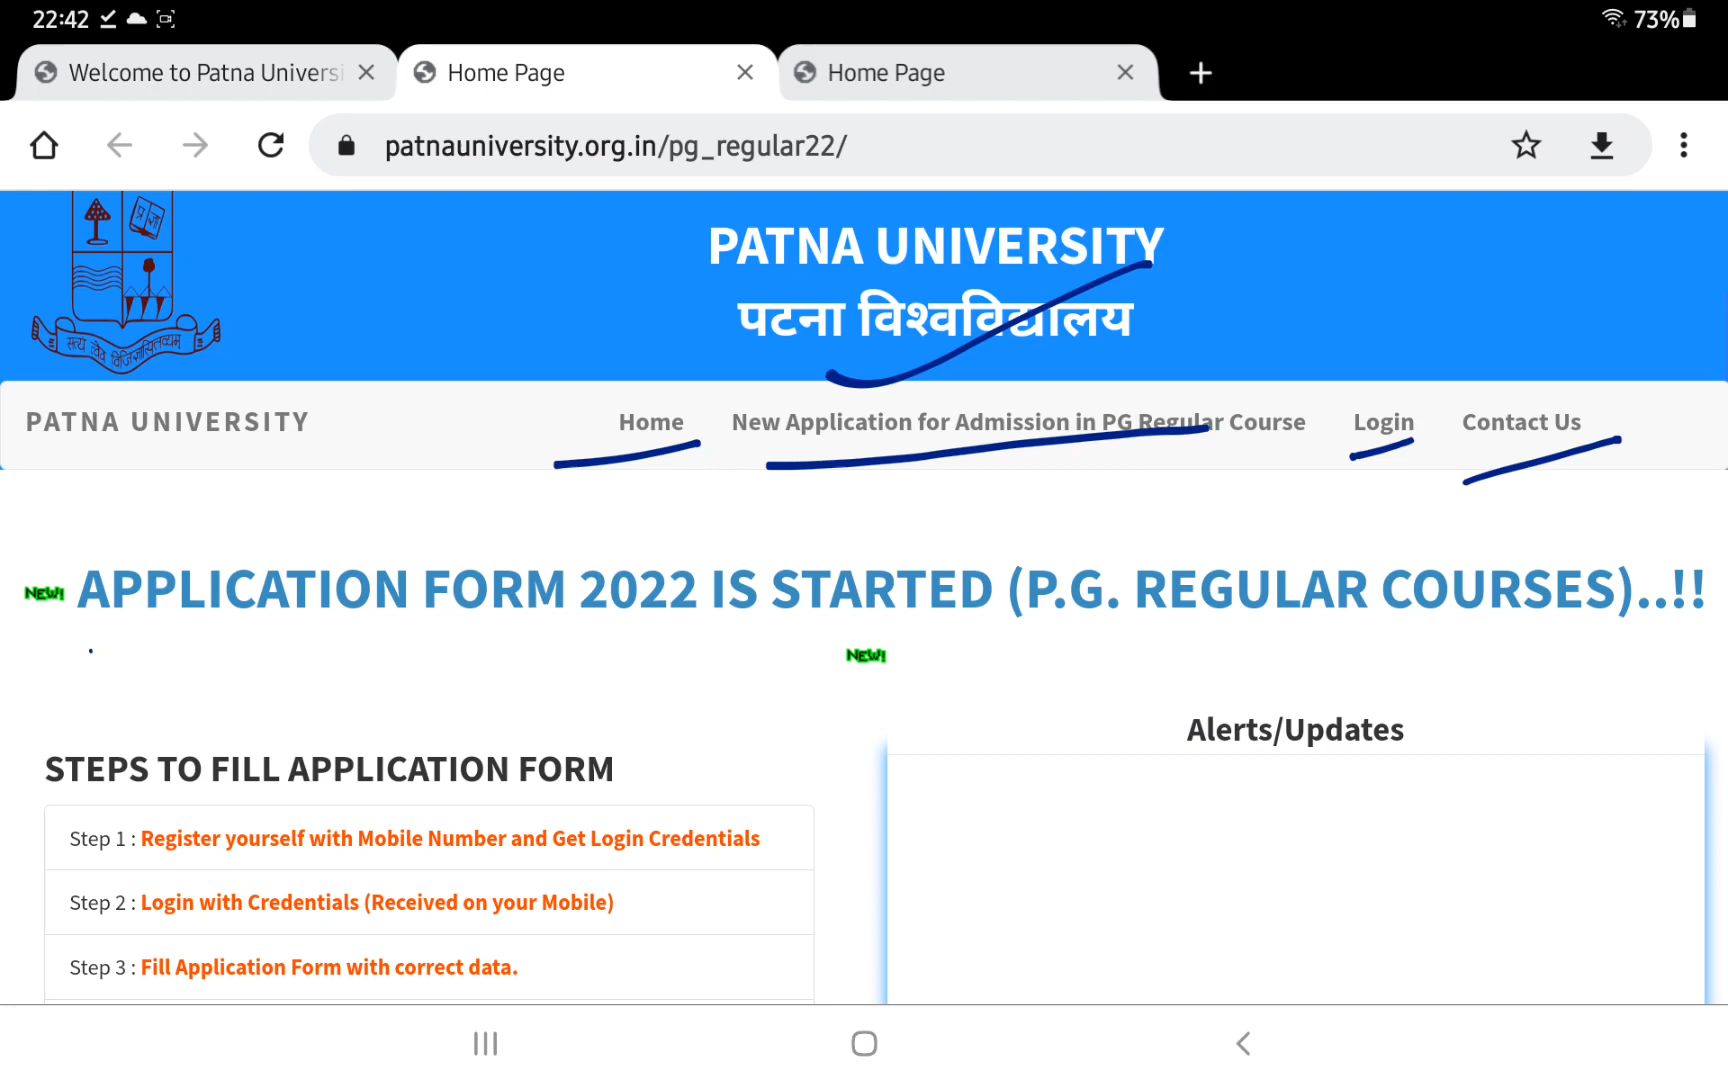 22:42
73%
Welcome to Patna Universi
Home Page
Home Page
patnauniversity.org.in/pg_regular22/
PATNA UNIVERSITY
पटना विश्वविद्यालय
PATNA UNIVERSITY
Home
New Application for Admission in PG Regular Course
Login
Contact Us
NEW! APPLICATION FORM 2022 IS STARTED (P.G. REGULAR COURSES)..!!
NEW!
Alerts/Updates
STEPS TO FILL APPLICATION FORM
Step 1 : Register yourself with Mobile Number and Get Login Credentials
Step 2 : Login with Credentials (Received on your Mobile)
Step 3 : Fill Application Form with correct data.